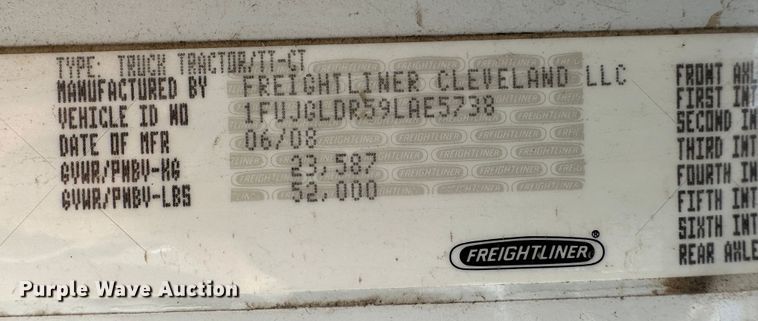 TYPE: TRUCK TRACTOR/TT-CT
MANUFACTURED BY FREIGHTLINER CLEVELAND LLC
VEHICLE ID NO 1FUJGLDR59LAE5738
DATE OF MFR 06/08
GVWR/PNBV-KG 23,587
GVWR/PNBV-LBS 52,000
FRONT AXL
FIRST INT
SECOND IN
THIRD INT
FOURTH IN
FIFTH INT
SIXTH INT
REAR AXLE
FREIGHTLINER®
Purple Wave Auction